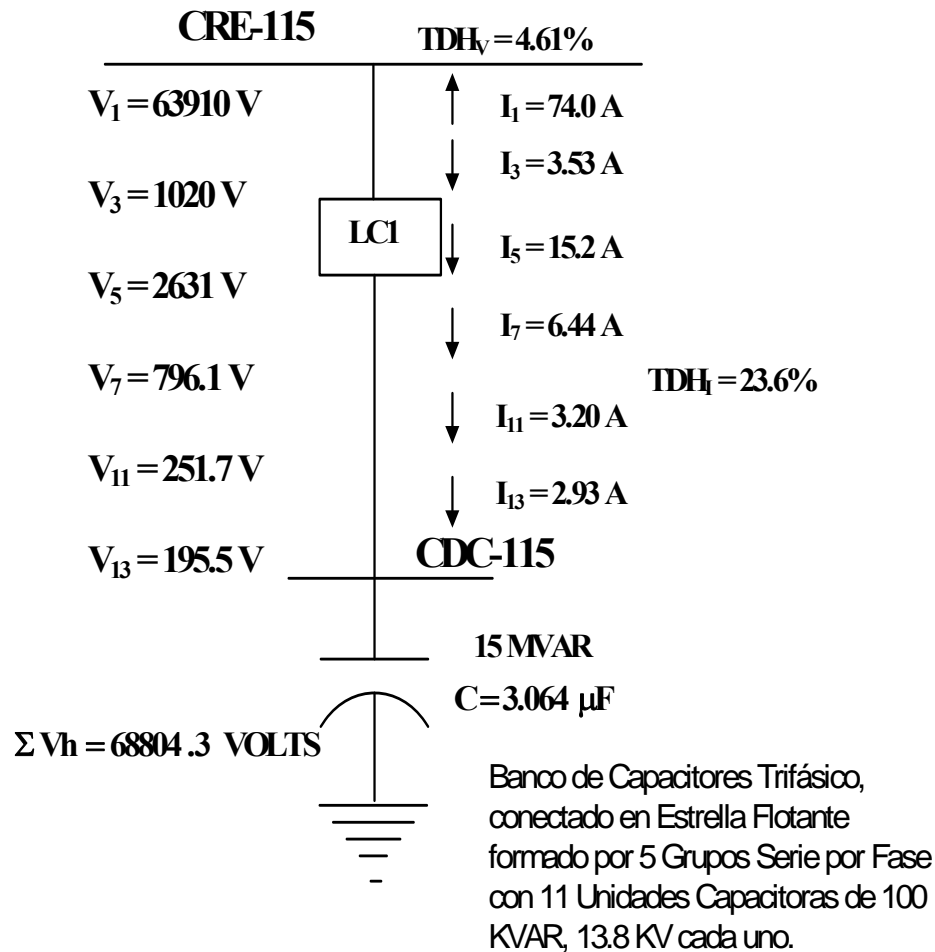 CRE-115
TDHV = 4.61%
V1 = 63910 V
I1 = 74.0 A
I3 = 3.53 A
V3 = 1020 V
LC1
I5 = 15.2 A
V5 = 2631 V
I7 = 6.44 A
V7 = 796.1 V
TDHI = 23.6%
I11 = 3.20 A
V11 = 251.7 V
I13 = 2.93 A
V13 = 195.5 V
CDC-115
15 MVAR
C=3.064 μF
Σ Vh = 68804 .3 VOLTS
Banco de Capacitores Trifásico,
conectado en Estrella Flotante
formado por 5 Grupos Serie por Fase
con 11 Unidades Capacitoras de 100
KVAR, 13.8 KV cada uno.